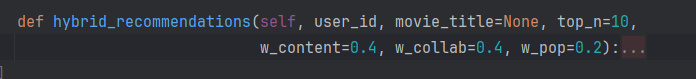 def hybrid_recommendations(self, user_id, movie_title=None, top_n=10,
w_content=0.4, w_collab=0.4, w_pop=0.2):...